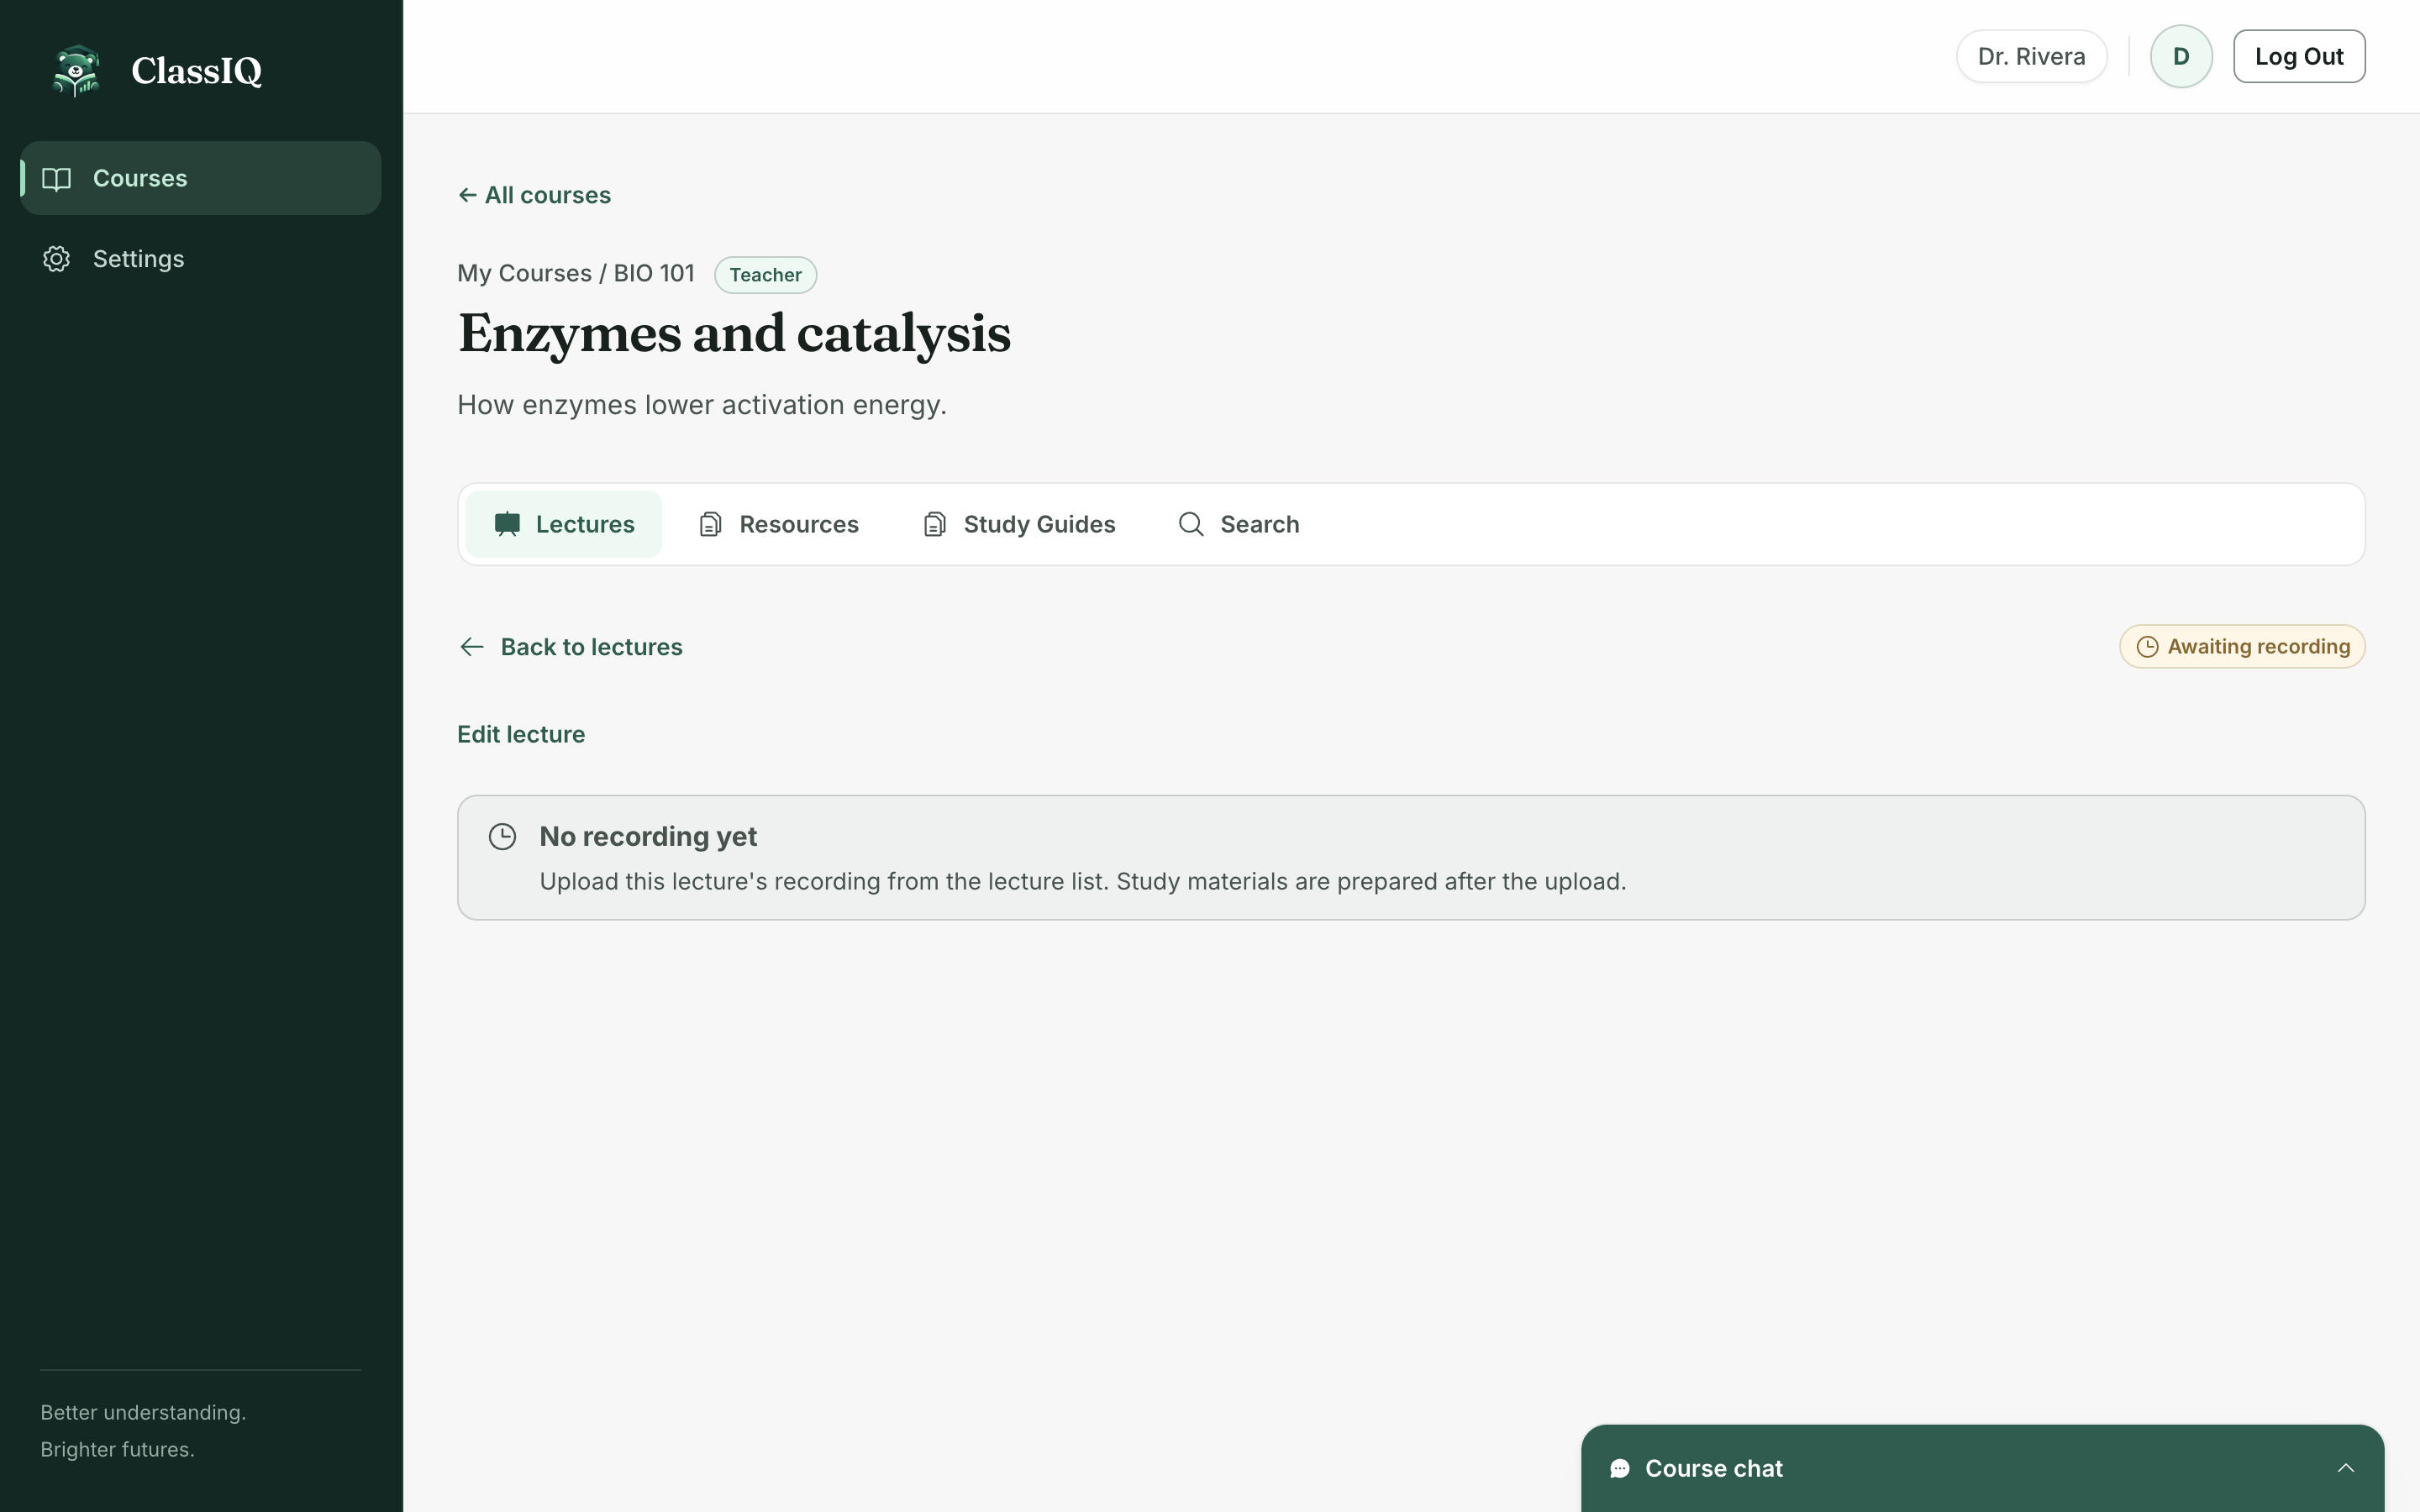 ClassIQ
Dr. Rivera
D
Log Out
Courses
Settings
← All courses
My Courses / BIO 101
Teacher
Enzymes and catalysis
How enzymes lower activation energy.
Lectures
Resources
Study Guides
Search
Back to lectures
Awaiting recording
Edit lecture
No recording yet
Upload this lecture's recording from the lecture list. Study materials are prepared after the upload.
Better understanding.
Brighter futures.
Course chat